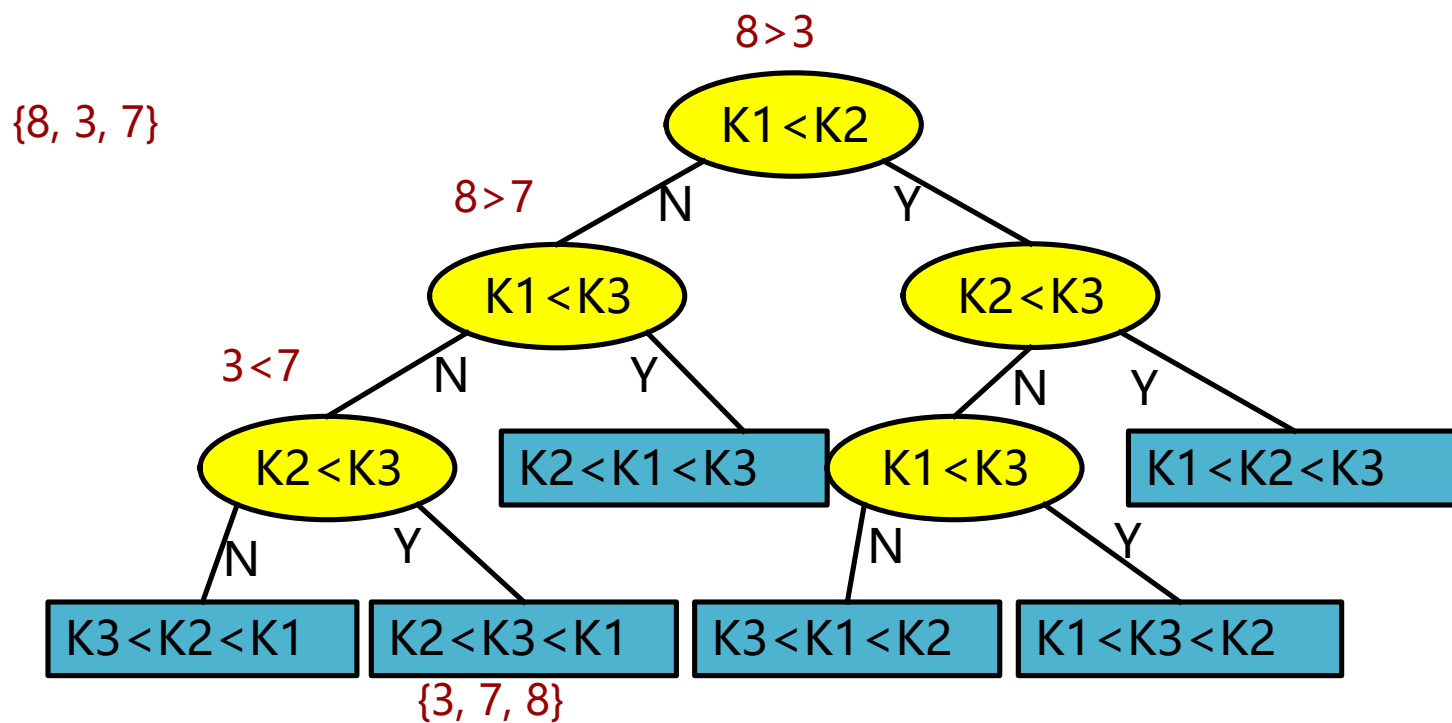 8>3
{8, 3, 7}
K1<K2
8>7
N
Y
K1<K3
K2<K3
3<7
N
Y
N
Y
K2<K3
K2<K1<K3
K1<K3
K1<K2<K3
N
Y
N
Y
K3<K2<K1
K2<K3<K1
K3<K1<K2
K1<K3<K2
{3, 7, 8}